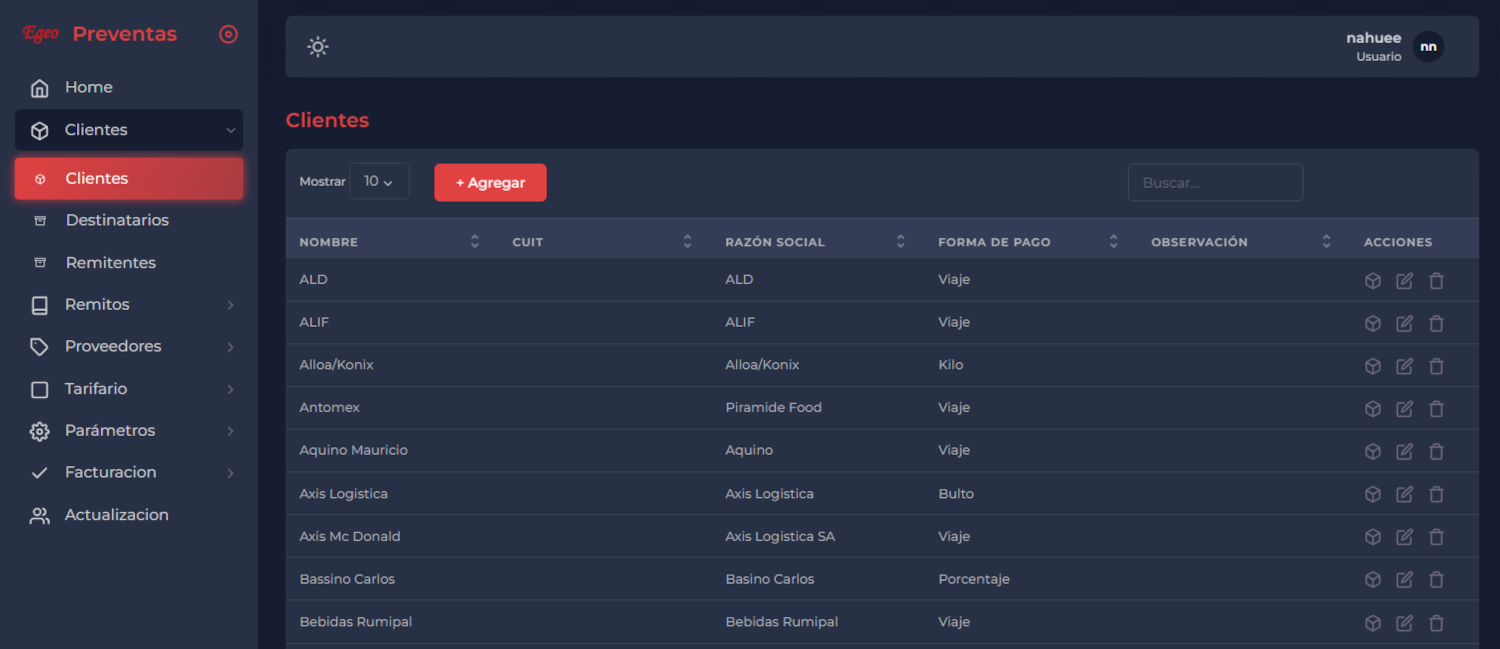 Egeo Preventas
Home
Clientes
Clientes
Destinatarios
Remitentes
Remitos
Proveedores
Tarifario
Parámetros
Facturacion
Actualizacion
nahuee
Usuario
nn
Clientes
Mostrar 10 + Agregar Buscar...
NOMBRE CUIT RAZÓN SOCIAL FORMA DE PAGO OBSERVACIÓN ACCIONES
ALD ALD Viaje
ALIF ALIF Viaje
Alloa/Konix Alloa/Konix Kilo
Antomex Piramide Food Viaje
Aquino Mauricio Aquino Viaje
Axis Logistica Axis Logistica Bulto
Axis Mc Donald Axis Logistica SA Viaje
Bassino Carlos Basino Carlos Porcentaje
Bebidas Rumipal Bebidas Rumipal Viaje